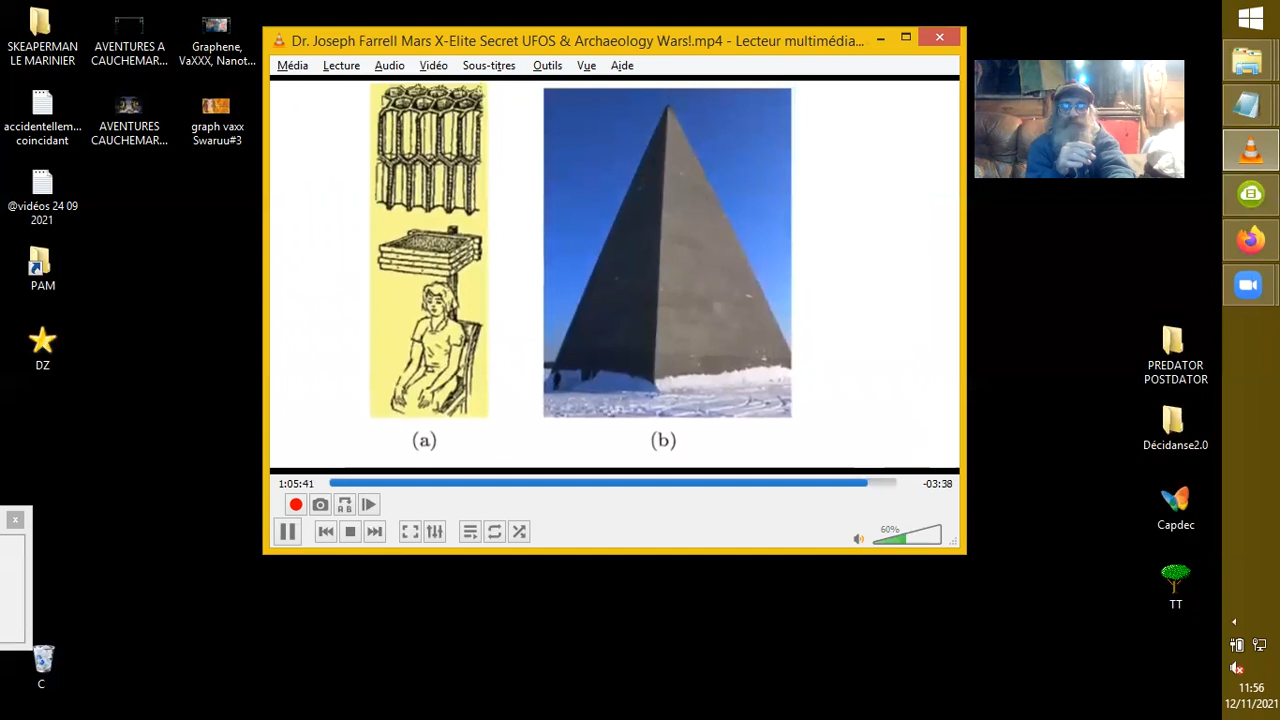 SKEAPERMAN
LE MARINIER
AVENTURES A
CAUCHEMAR...
Graphene,
VaXXX, Nanot...
accidentellem...
coincidant
AVENTURES
CAUCHEMAR...
graph vaxx
Swaruu#3
@vidéos 24 09
2021
PAM
DZ
C
Dr. Joseph Farrell Mars X-Elite Secret UFOS & Archaeology Wars!.mp4 - Lecteur multimédia...
Média Lecture Audio Vidéo Sous-titres Outils Vue Aide
(a) (b)
1:05:41 -03:38
A B
60%
PREDATOR
POSTDATOR
Décidanse2.0
Capdec
TT
11:56
12/11/2021